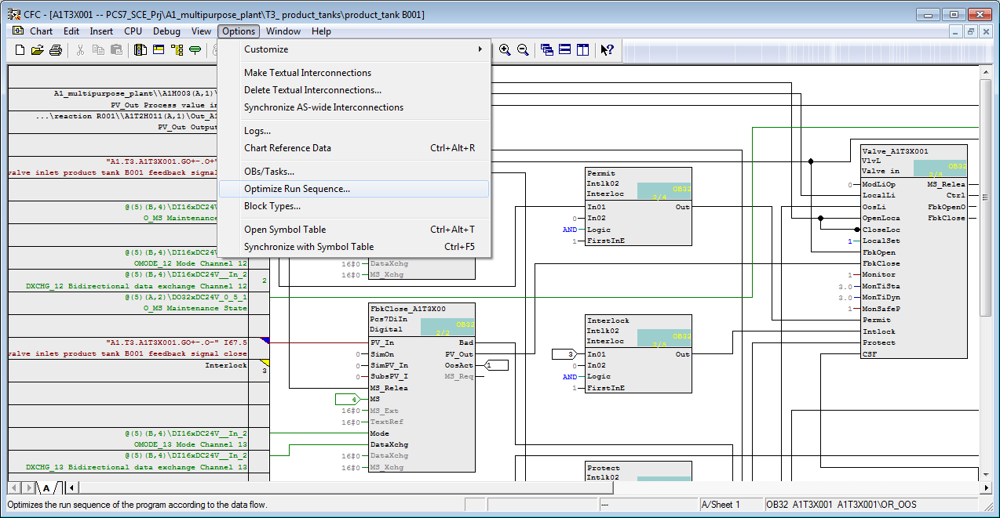 CFC - [A1T3X001 -- PCS7_SCE_Prj\A1_multipurpose_plant\T3_ product_tanks\product_tank B001]
Chart Edit Insert CPU Debug View Options Window Help
Customize
Make Textual Interconnections
Delete Textual Interconnections...
Synchronize AS-wide Interconnections
Logs...
Chart Reference Data Ctrl+Alt+R
OBs/Tasks...
Optimize Run Sequence...
Block Types...
Open Symbol Table Ctrl+Alt+T
Synchronize with Symbol Table Ctrl+F5
A1_multipurpose_plant\\A1H003(A,1)\
PV_Out Process value in
...\reaction R001\\A1T2H011(A,1)\Out_A1
PV_Out Output
"A1.T3.A1T3X001.GO+-.O+"
valve inlet product tank B001 feedback signal
@(5)(B,4)\DI16xDC24V
O_MS Maintenance
@(5)(B,4)\DI16xDC24V__In_2
OMODE_12 Mode Channel 12
@(5)(B,4)\DI16xDC24V__In_2
DXCHG_12 Bidirectional data exchange Channel 12
2
@(5)(A,2)\DO32xDC24V_0_5_1
O_MS Maintenance State
"A1.T3.A1T3X001.GO+-.O-" I67.5
valve inlet product tank B001 feedback signal close
Interlock
3
@(5)(B,4)\DI16xDC24V__In_2
OMODE_13 Mode Channel 13
@(5)(B,4)\DI16xDC24V__In_2
DXCHG_13 Bidirectional data exchange Channel 13
16#0 DataXchg
16#0 MS_Xchg
FbkClose_A1T3X00
Pcs7DiIn
Digital
OB32
2/2
PV_In Bad
0 SimOn PV_Out
0 SimPV_In OosAct 1
0 SubsPV_I MS_Req
MS_Relea
4 MS
16#0 MS_Ext
16#0 TextRef
Mode
DataXchg
16#0 DataXchg
16#0 MS_Xchg
Permit
Intlk02
Interloc
OB32
2/4
In01 Out
0 In02
AND Logic
1 FirstInE
Interlock
Intlk02
Interloc
OB32
2/5
3 In01 Out
0 In02
AND Logic
1 FirstInE
Protect
Intlk02
Valve_A1T3X001
VlvL
Valve in
OB32
2/8
0 ModLiOp MS_Relea
LocalLi Ctrl
OosLi FbkOpenO
OpenLoca FbkClose
CloseLoc
1 LocalSet
FbkOpen
FbkClose
1 Monitor
3.0 MonTiSta
3.0 MonTiDyn
1 MonSafeP
Permit
Intlock
Protect
CSF
A
Optimizes the run sequence of the program according to the data flow.
---
A/Sheet 1
OB32 A1T3X001 A1T3X001\OR_OOS